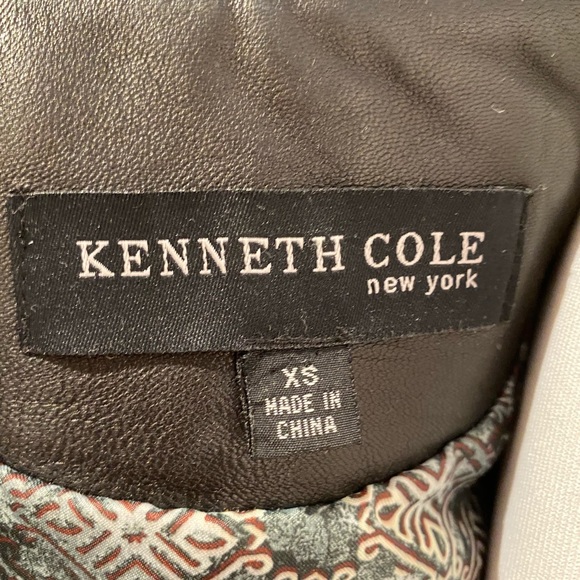 KENNETH COLE
new york
XS
MADE IN
CHINA